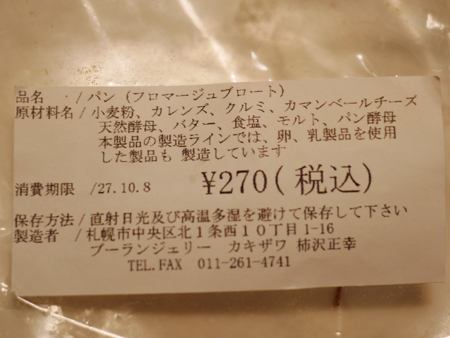 品名 ・/パン (フロマージュブロート)
原材料名/小麦粉、カレンズ、クルミ、カマンベールチーズ
天然酵母、バター、食塩、モルト、パン酵母
本製品の製造ラインでは、卵、乳製品を使用
した製品も 製造しています
消費期限 /27.10.8 ¥270(税込)
保存方法/直射日光及び高温多湿を避けて保存して下さい
製造者 /札幌市中央区北1条西10丁目1-16
ブーランジェリー カキザワ 柿沢正幸
TEL.FAX 011-261-4741